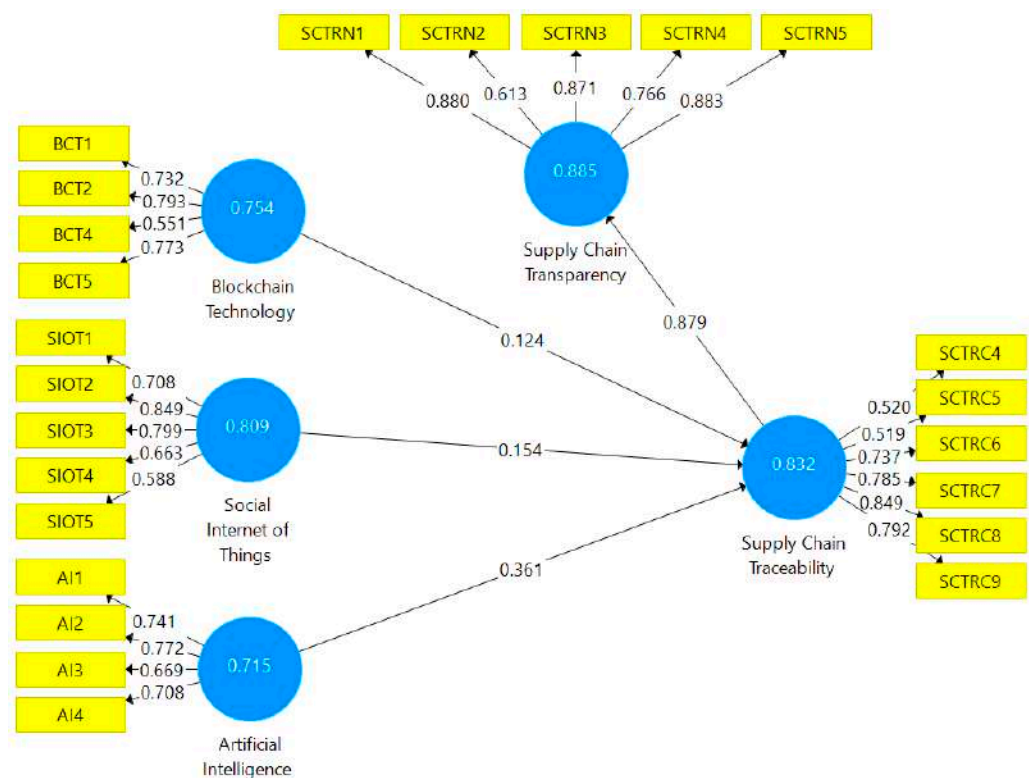 SCTRN1
SCTRN2
SCTRN3
SCTRN4
SCTRN5
0.880
0.613
0.871
0.766
0.883
0.885
Supply Chain
Transparency
BCT1
BCT2
BCT4
BCT5
0.732
0.793
0.551
0.773
0.754
Blockchain
Technology
0.124
0.879
SIOT1
SIOT2
SIOT3
SIOT4
SIOT5
0.708
0.849
0.799
0.663
0.588
0.809
Social
Internet of
Things
0.154
0.832
Supply Chain
Traceability
0.520
0.519
0.737
0.785
0.849
0.792
SCTRC4
SCTRC5
SCTRC6
SCTRC7
SCTRC8
SCTRC9
0.361
AI1
AI2
AI3
AI4
0.741
0.772
0.669
0.708
0.715
Artificial
Intelligence